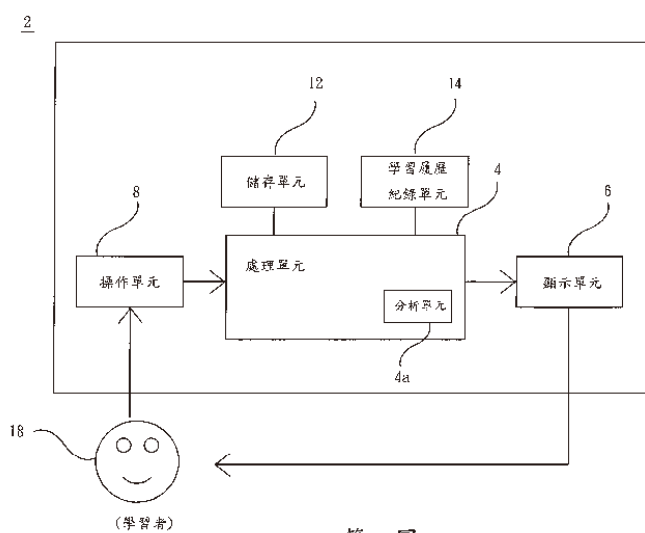 2
12
14
儲存單元
學習履歷
紀錄單元
8
4
6
操作單元
處理單元
顯示單元
分析單元
4a
18
(學習者)